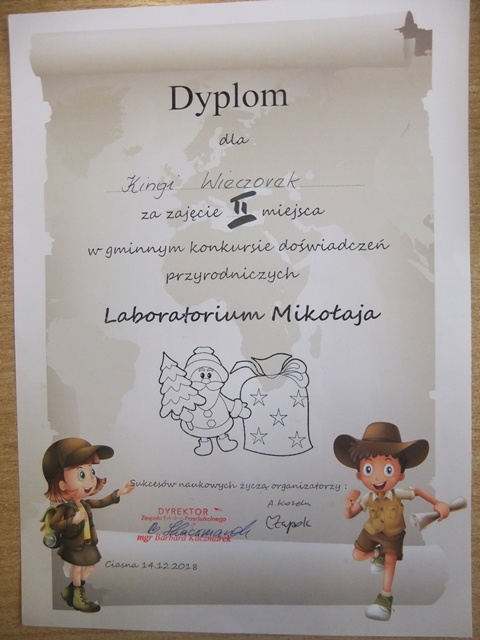 Dyplom
dla
Kingi Wieczorek
za zajęcie II miejsca
w gminnym konkursie doświadczeń
przyrodniczych
Laboratorium Mikołaja
Sukcesów naukowych życzą organizatorzy :
DYREKTOR
mgr Barbara Kaczmarek
Ciasna 14.12.2018